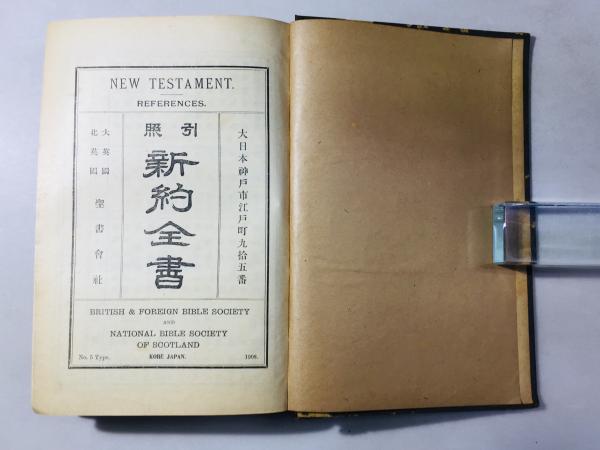 NEW TESTAMENT.
REFERENCES.
引照
新約全書
大日本神戸市江戸町九拾五番
大英國
北英國
聖書會社
BRITISH & FOREIGN BIBLE SOCIETY
AND
NATIONAL BIBLE SOCIETY
OF SCOTLAND
No. 5 Type. KOBE JAPAN. 1908.